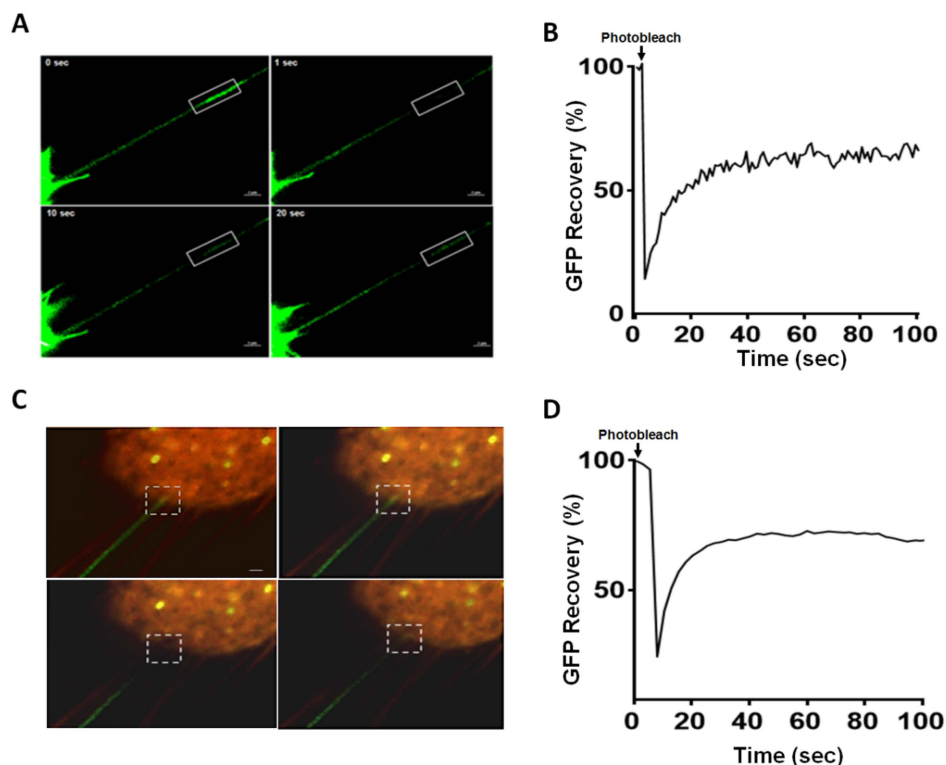 A
0 sec
1 sec
10 sec
20 sec
B
Photobleach
100
50
0
GFP Recovery (%)
0 20 40 60 80 100
Time (sec)
C
D
Photobleach
100
50
GFP Recovery (%)
0 20 40 60 80 100
Time (sec)